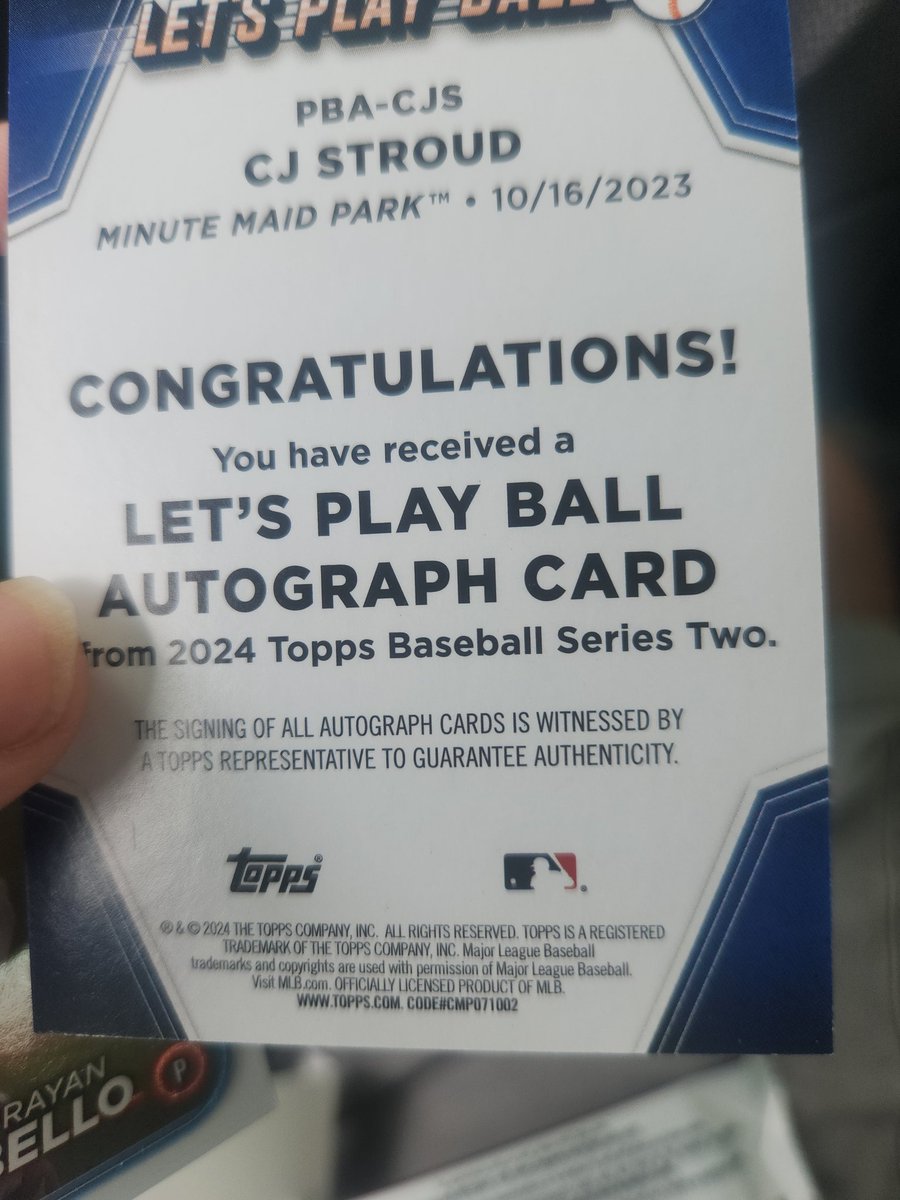 LET'S PLAY BALL
PBA-CJS
CJ STROUD
MINUTE MAID PARK™ • 10/16/2023
CONGRATULATIONS!
You have received a
LET'S PLAY BALL
AUTOGRAPH CARD
from 2024 Topps Baseball Series Two.
THE SIGNING OF ALL AUTOGRAPH CARDS IS WITNESSED BY
A TOPPS REPRESENTATIVE TO GUARANTEE AUTHENTICITY.
Topps®
® & © 2024 THE TOPPS COMPANY, INC. ALL RIGHTS RESERVED. TOPPS IS A REGISTERED
TRADEMARK OF THE TOPPS COMPANY, INC. Major League Baseball
trademarks and copyrights are used with permission of Major League Baseball.
Visit MLB.com. OFFICIALLY LICENSED PRODUCT OF MLB.
WWW.TOPPS.COM. CODE#CMP071002
RAYAN
BELLO
P